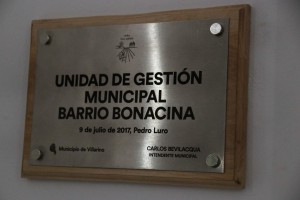 UNIDAD DE GESTIÓN
MUNICIPAL
BARRIO BONACINA
9 de julio de 2017, Pedro Luro
Municipio de Villarino
CARLOS BEVILACQUA
INTENDENTE MUNICIPAL